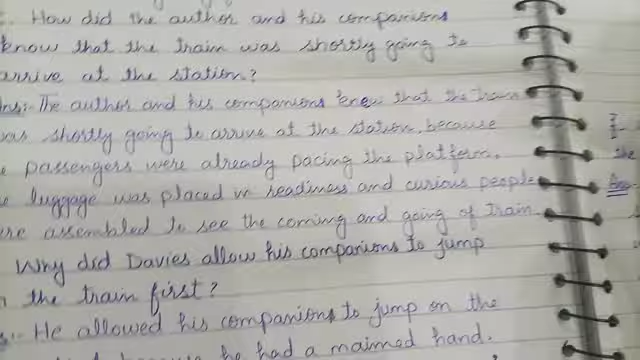 How did the author and his companions
know that the train was shortly going to
arrive at the station?
Ans:- The author and his companions knew that the train
was shortly going to arrive at the station, because
passengers were already pacing the platform.
luggage was placed in readiness and curious people
were assembled to see the coming and going of train
Why did Davies allow his companions to jump
the train first?
He allowed his companions to jump on the
he had a maimed hand.
she
Ans